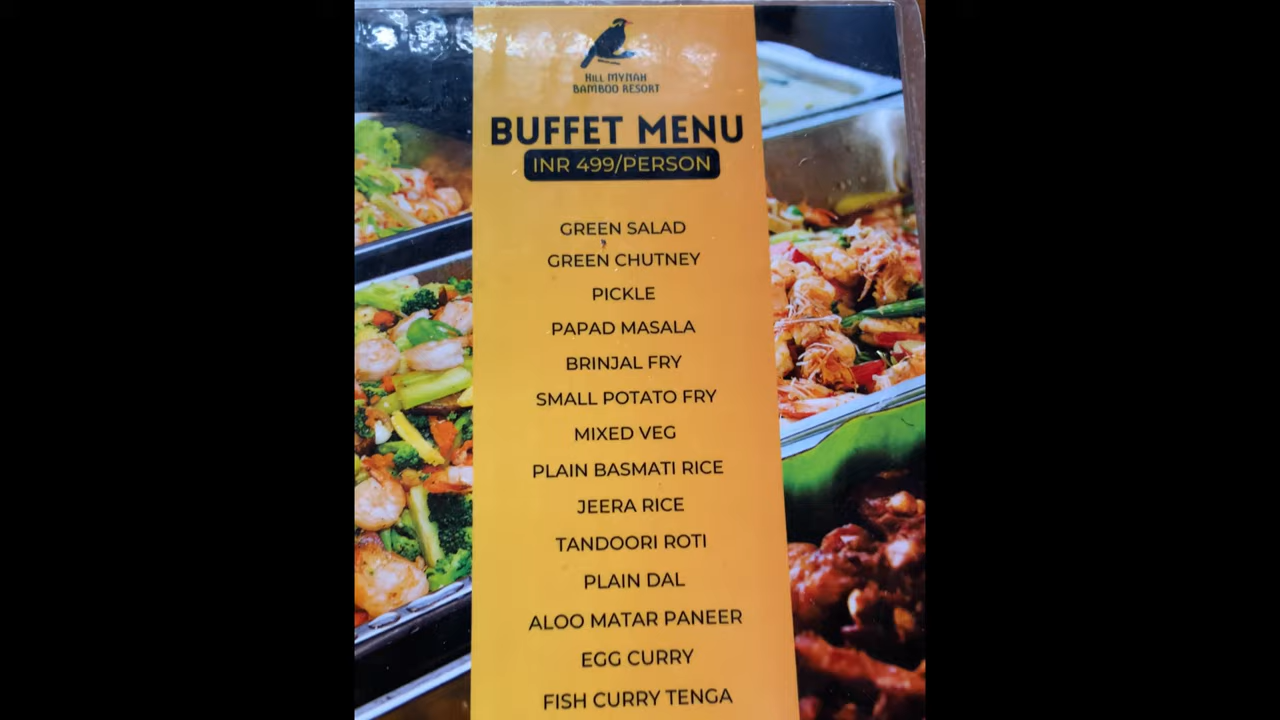 HILL MYNAH
BAMBOO RESORT
BUFFET MENU
INR 499/PERSON
GREEN SALAD
GREEN CHUTNEY
PICKLE
PAPAD MASALA
BRINJAL FRY
SMALL POTATO FRY
MIXED VEG
PLAIN BASMATI RICE
JEERA RICE
TANDOORI ROTI
PLAIN DAL
ALOO MATAR PANEER
EGG CURRY
FISH CURRY TENGA